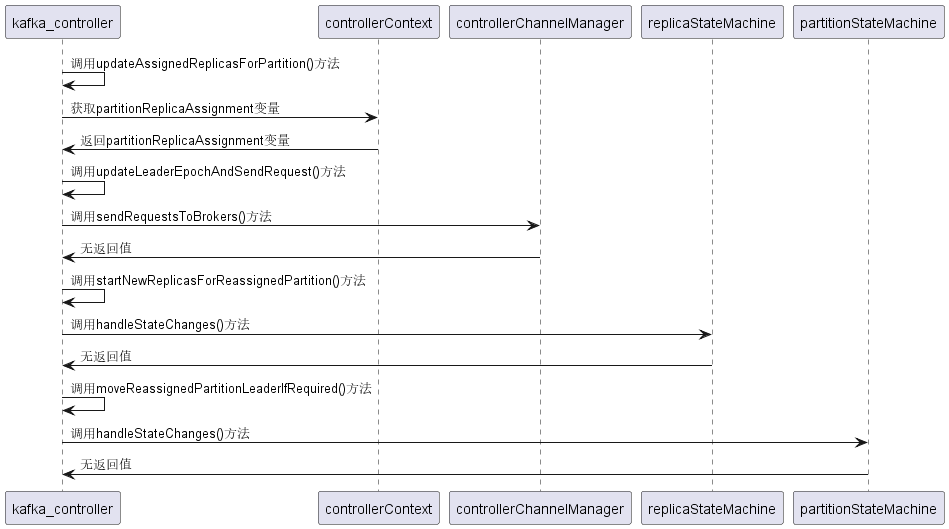 kafka_controller
controllerContext
controllerChannelManager
replicaStateMachine
partitionStateMachine
调用updateAssignedReplicasForPartition()方法
获取partitionReplicaAssignment变量
返回partitionReplicaAssignment变量
调用updateLeaderEpochAndSendRequest()方法
调用sendRequestsToBrokers()方法
无返回值
调用startNewReplicasForReassignedPartition()方法
调用handleStateChanges()方法
无返回值
调用moveReassignedPartitionLeaderIfRequired()方法
调用handleStateChanges()方法
无返回值
kafka_controller
controllerContext
controllerChannelManager
replicaStateMachine
partitionStateMachine